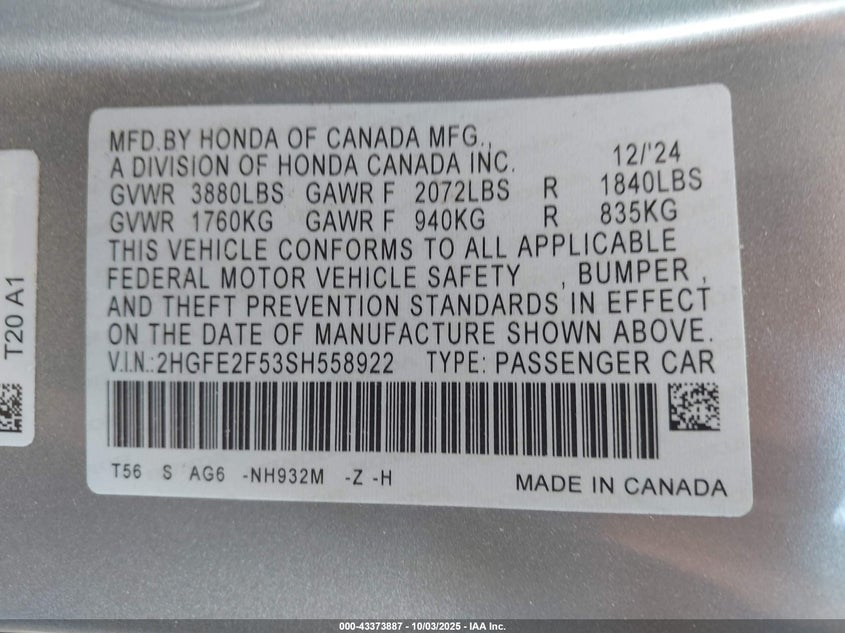 MFD.BY HONDA OF CANADA MFG.,
A DIVISION OF HONDA CANADA INC. 12/'24
GVWR 3880LBS GAWR F 2072LBS R 1840LBS
GVWR 1760KG GAWR F 940KG R 835KG
THIS VEHICLE CONFORMS TO ALL APPLICABLE
FEDERAL MOTOR VEHICLE SAFETY , BUMPER ,
AND THEFT PREVENTION STANDARDS IN EFFECT
ON THE DATE OF MANUFACTURE SHOWN ABOVE.
V.I.N.:2HGFE2F53SH558922 TYPE: PASSENGER CAR
T56 S AG6 -NH932M -Z -H
MADE IN CANADA
T20 A1
000-43373887 - 10/03/2025 - IAA Inc.